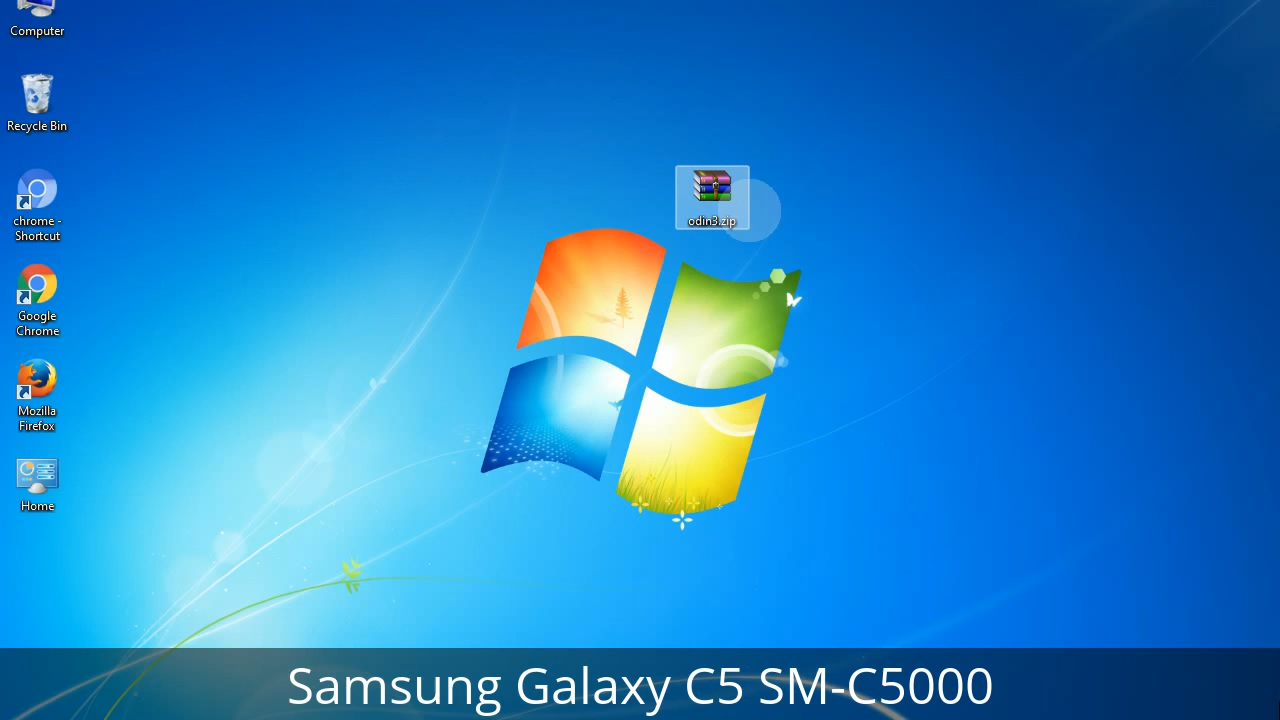 Computer
Recycle Bin
chrome -
Shortcut
Google
Chrome
Mozilla
Firefox
Home
odin3.zip
Samsung Galaxy C5 SM-C5000